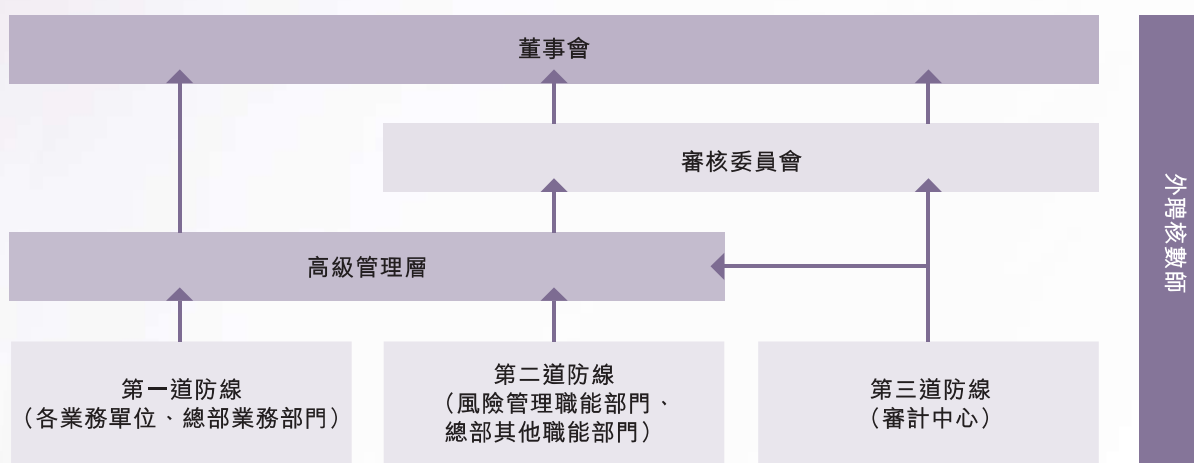 董事會
審核委員會
高級管理層
第一道防線
（各業務單位、總部業務部門）
第二道防線
（風險管理職能部門、
總部其他職能部門）
第三道防線
（審計中心）
外聘核數師